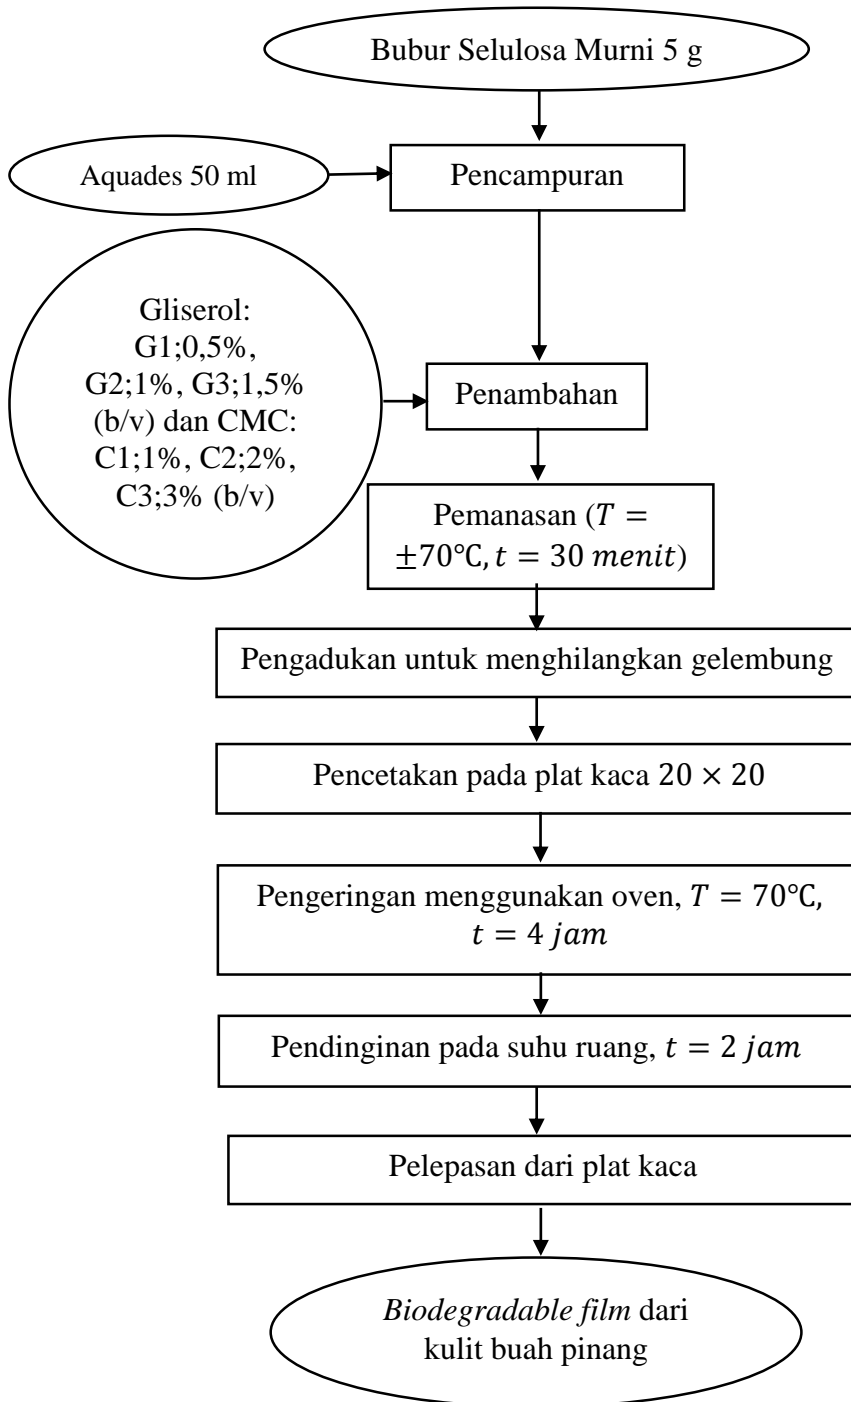 Bubur Selulosa Murni 5 g
Aquades 50 ml
Pencampuran
Gliserol:
G1;0,5%,
G2;1%, G3;1,5%
(b/v) dan CMC:
C1;1%, C2;2%,
C3;3% (b/v)
Penambahan
Pemanasan (T =
±70℃, t = 30 menit)
Pengadukan untuk menghilangkan gelembung
Pencetakan pada plat kaca 20 × 20
Pengeringan menggunakan oven, T = 70℃,
t = 4 jam
Pendinginan pada suhu ruang, t = 2 jam
Pelepasan dari plat kaca
Biodegradable film dari
kulit buah pinang